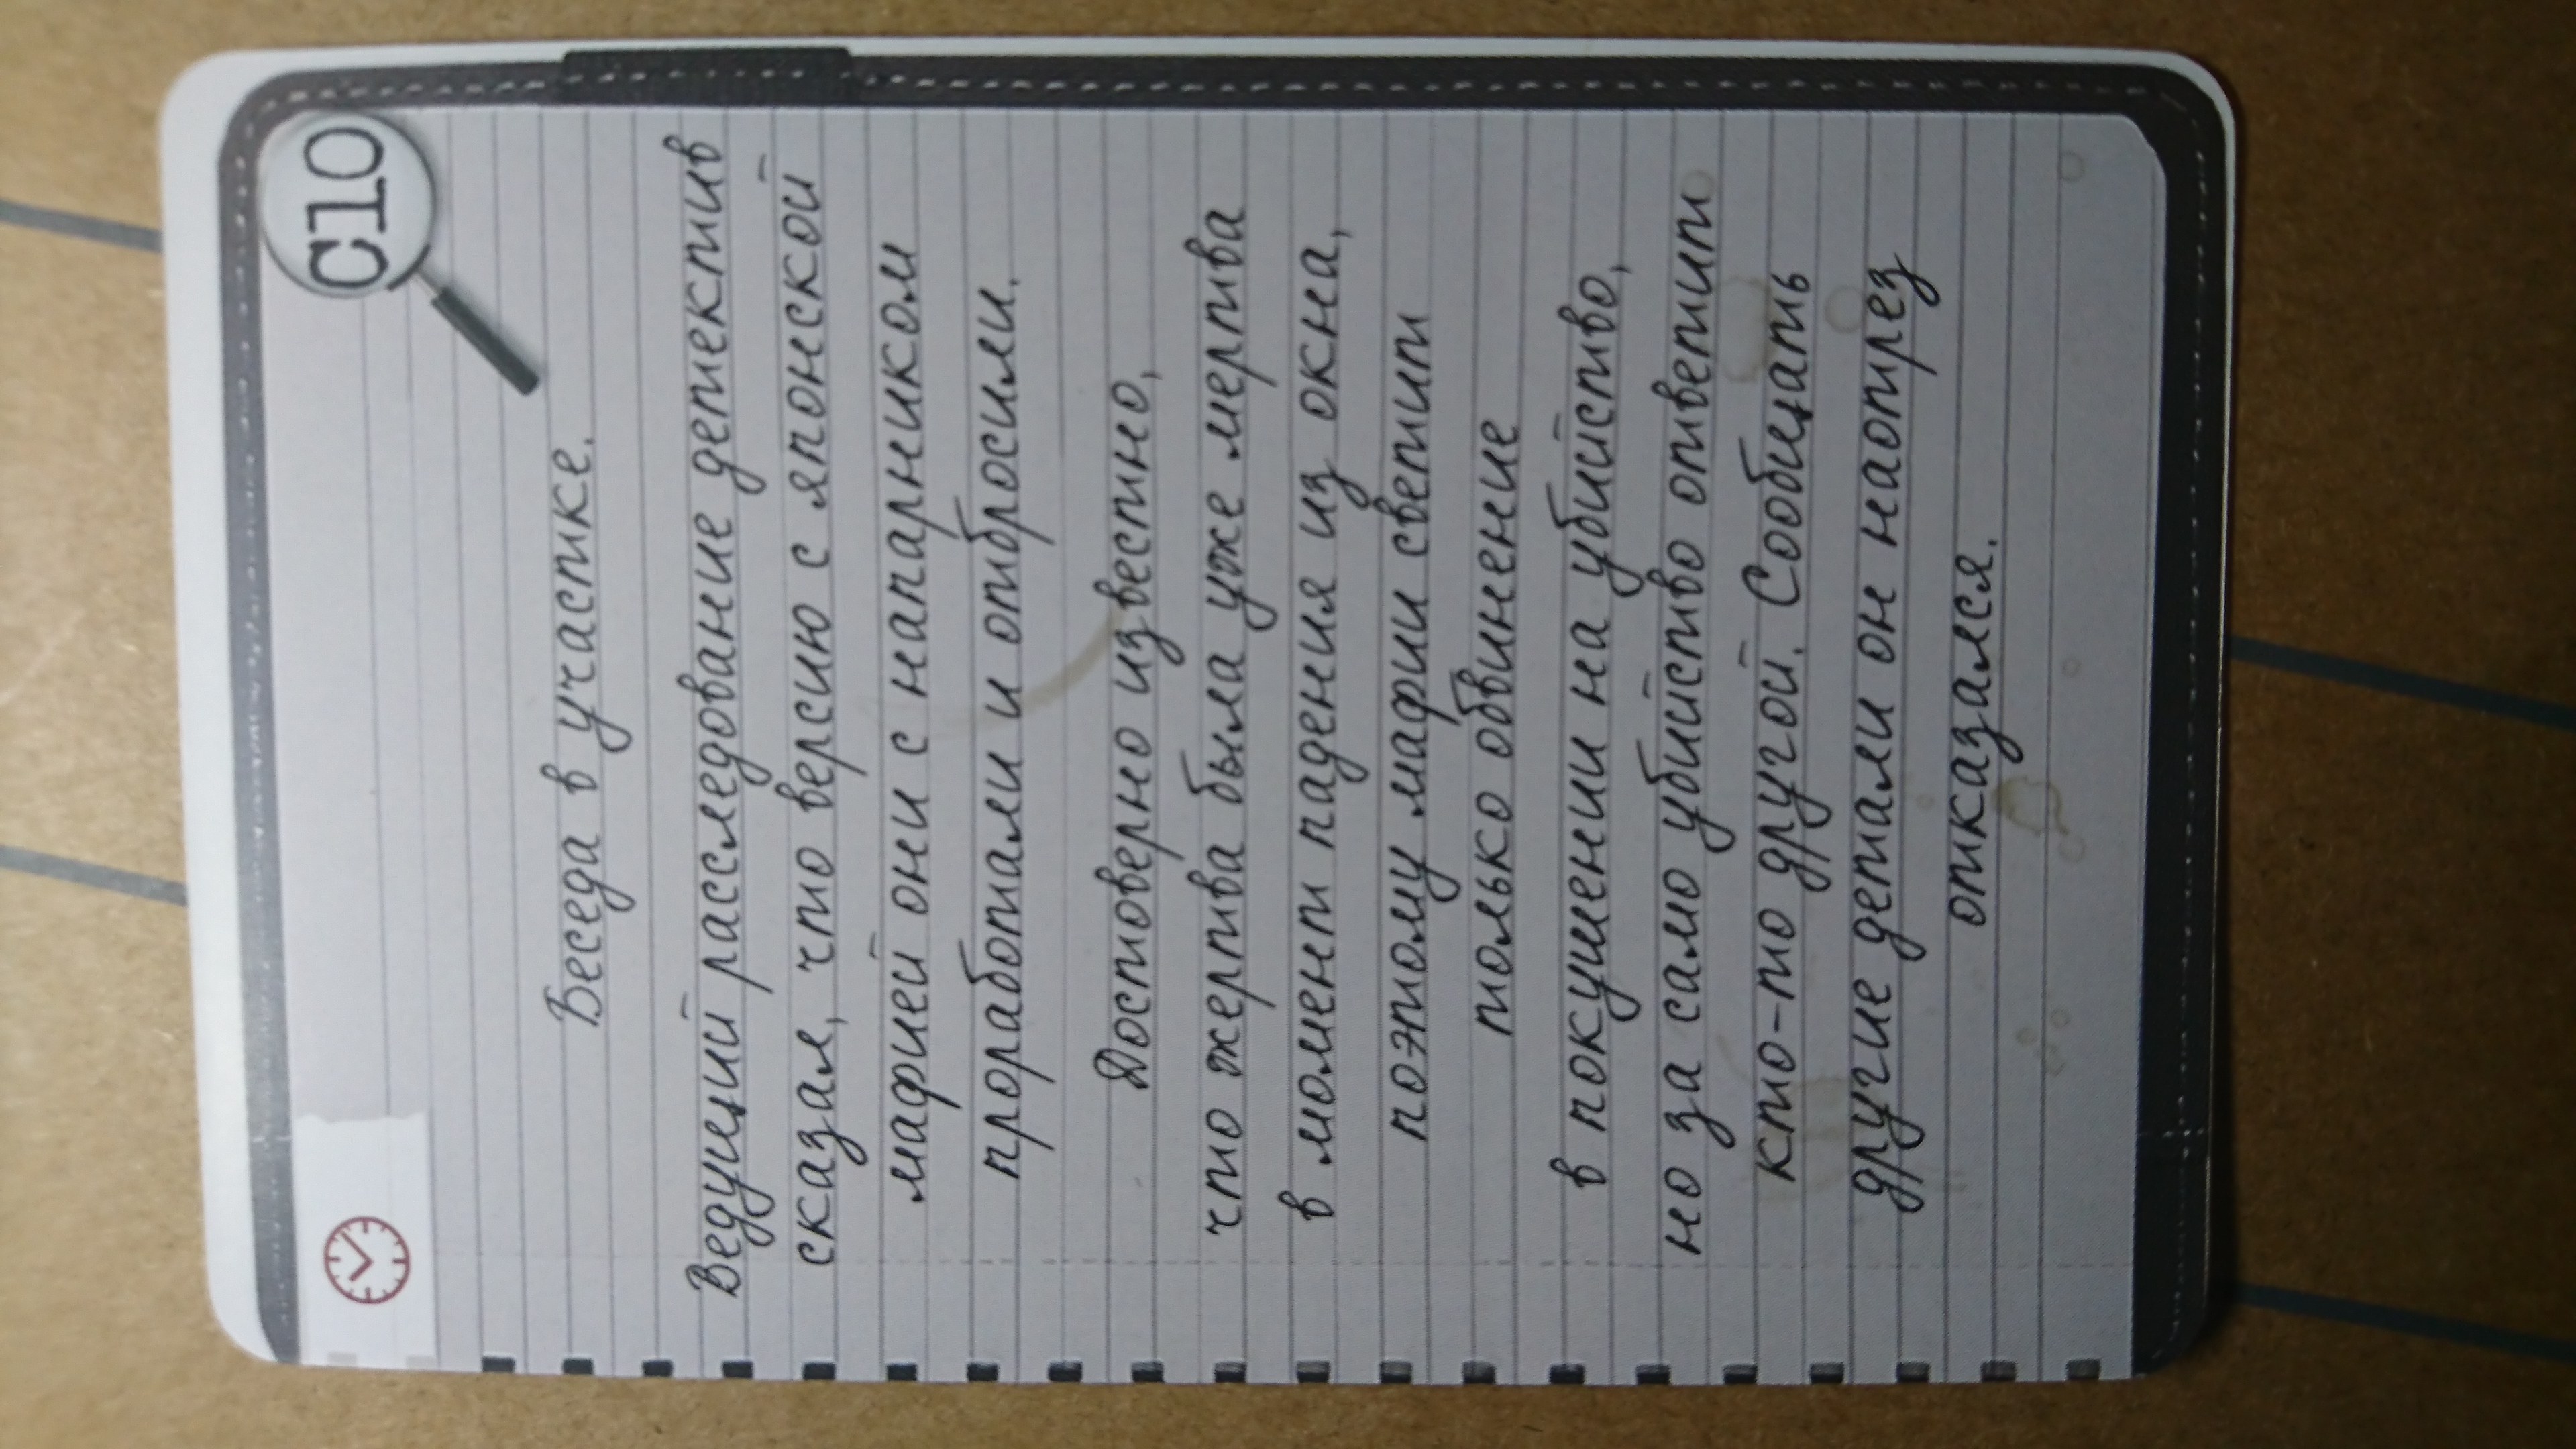 C10
Беседа в участке.
Ведущий расследование детектив
сказал, что версию с японской
мафией они с напарником
проработали и отбросили.
Достоверно известно,
что жертва была уже мертва
в момент падения из окна,
поэтому мафии светит
только обвинение
в покушении на убийство,
но за само убийство ответит
кто-то другой. Сообщать
другие детали он наотрез
отказался.